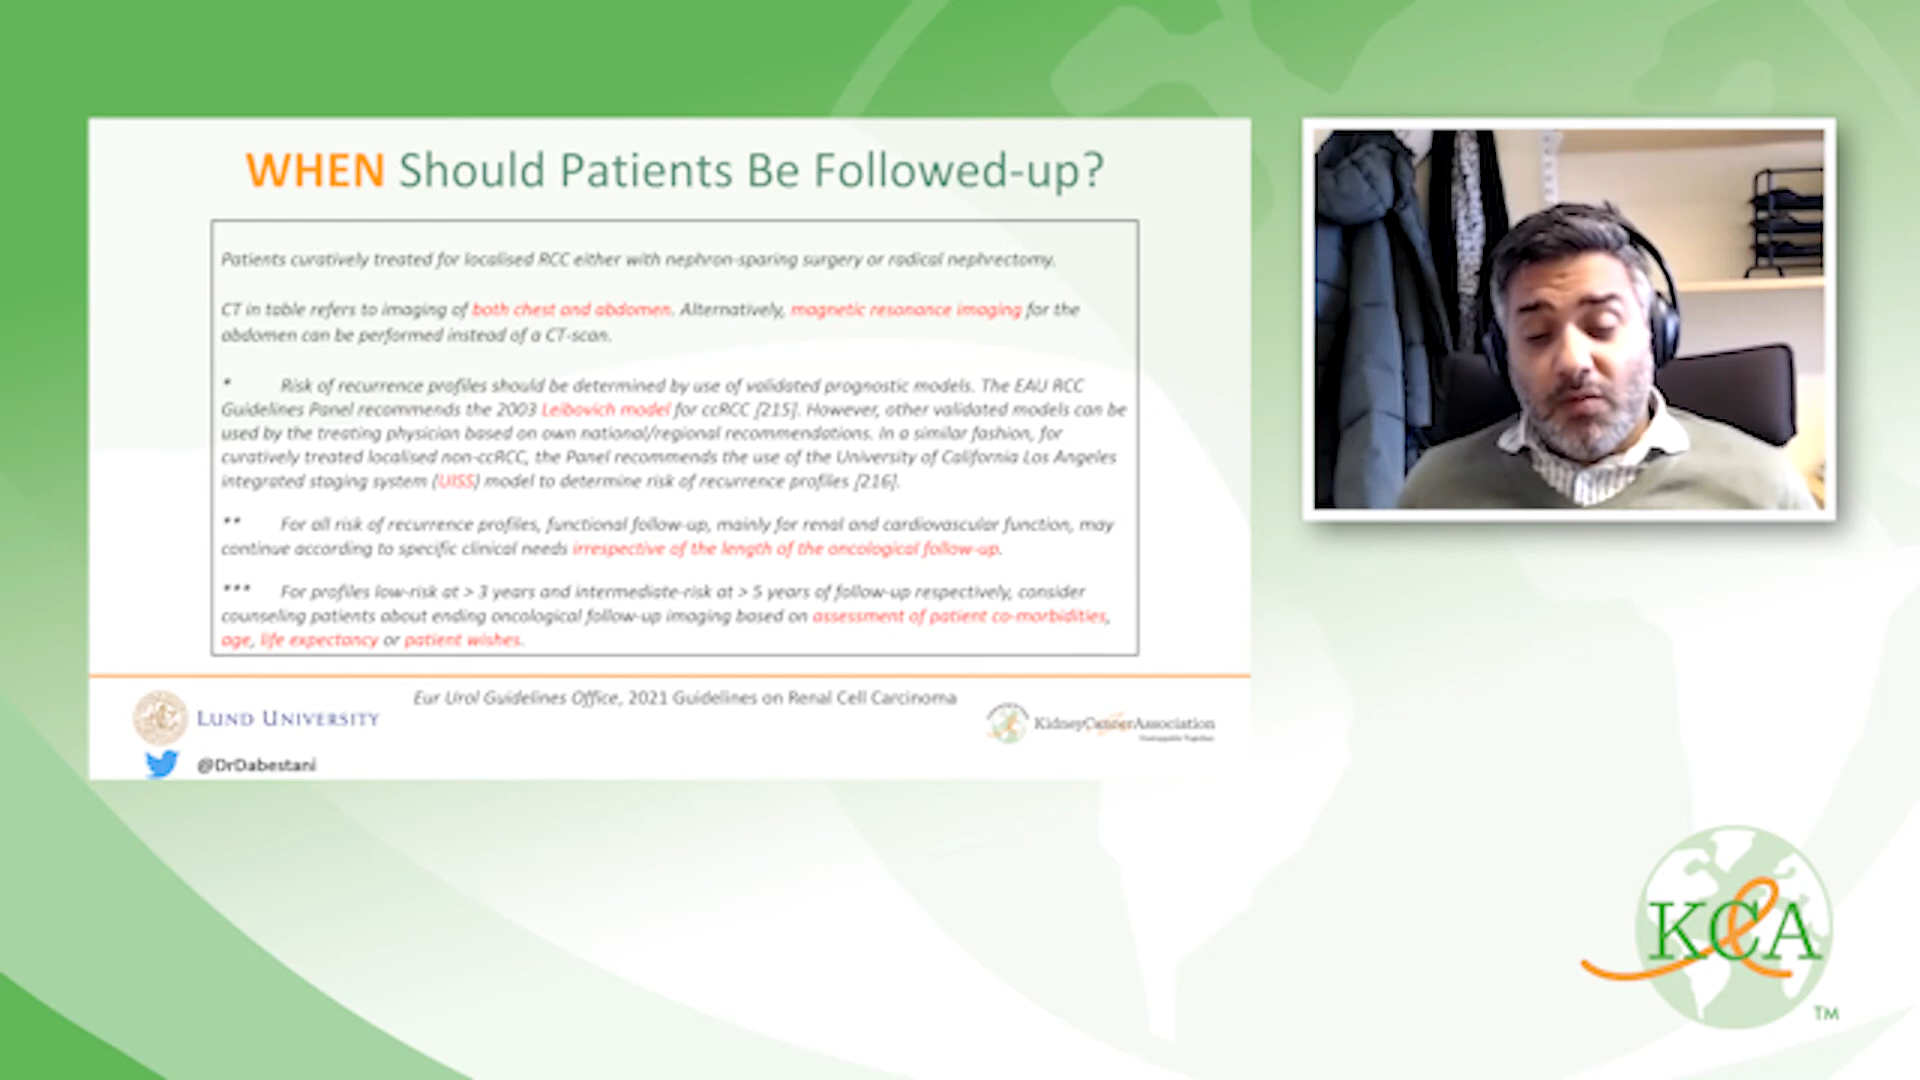 WHEN Should Patients Be Followed-up?
Patients curatively treated for localised RCC either with nephron-sparing surgery or radical nephrectomy.
CT in table refers to imaging of both chest and abdomen. Alternatively, magnetic resonance imaging for the
abdomen can be performed instead of a CT-scan.
* Risk of recurrence profiles should be determined by use of validated prognostic models. The EAU RCC
Guidelines Panel recommends the 2003 Leibovich model for ccRCC [215]. However, other validated models can be
used by the treating physician based on own national/regional recommendations. In a similar fashion, for
curatively treated localised non-ccRCC, the Panel recommends the use of the University of California Los Angeles
integrated staging system (UISS) model to determine risk of recurrence profiles [216].
** For all risk of recurrence profiles, functional follow-up, mainly for renal and cardiovascular function, may
continue according to specific clinical needs irrespective of the length of the oncological follow-up.
*** For profiles low-risk at > 3 years and intermediate-risk at > 5 years of follow-up respectively, consider
counseling patients about ending oncological follow-up imaging based on assessment of patient co-morbidities,
age, life expectancy or patient wishes.
Eur Urol Guidelines Office, 2021 Guidelines on Renal Cell Carcinoma
LUND UNIVERSITY
KidneyCancerAssociation
Unstoppable Together.
@DrDabestani
KCA
TM